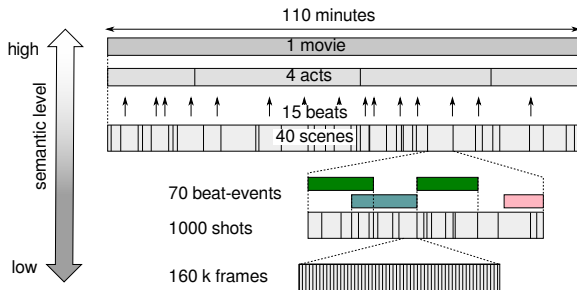 110 minutes
high
1 movie
4 acts
semantic level
15 beats
40 scenes
70 beat-events
1000 shots
low
160 k frames